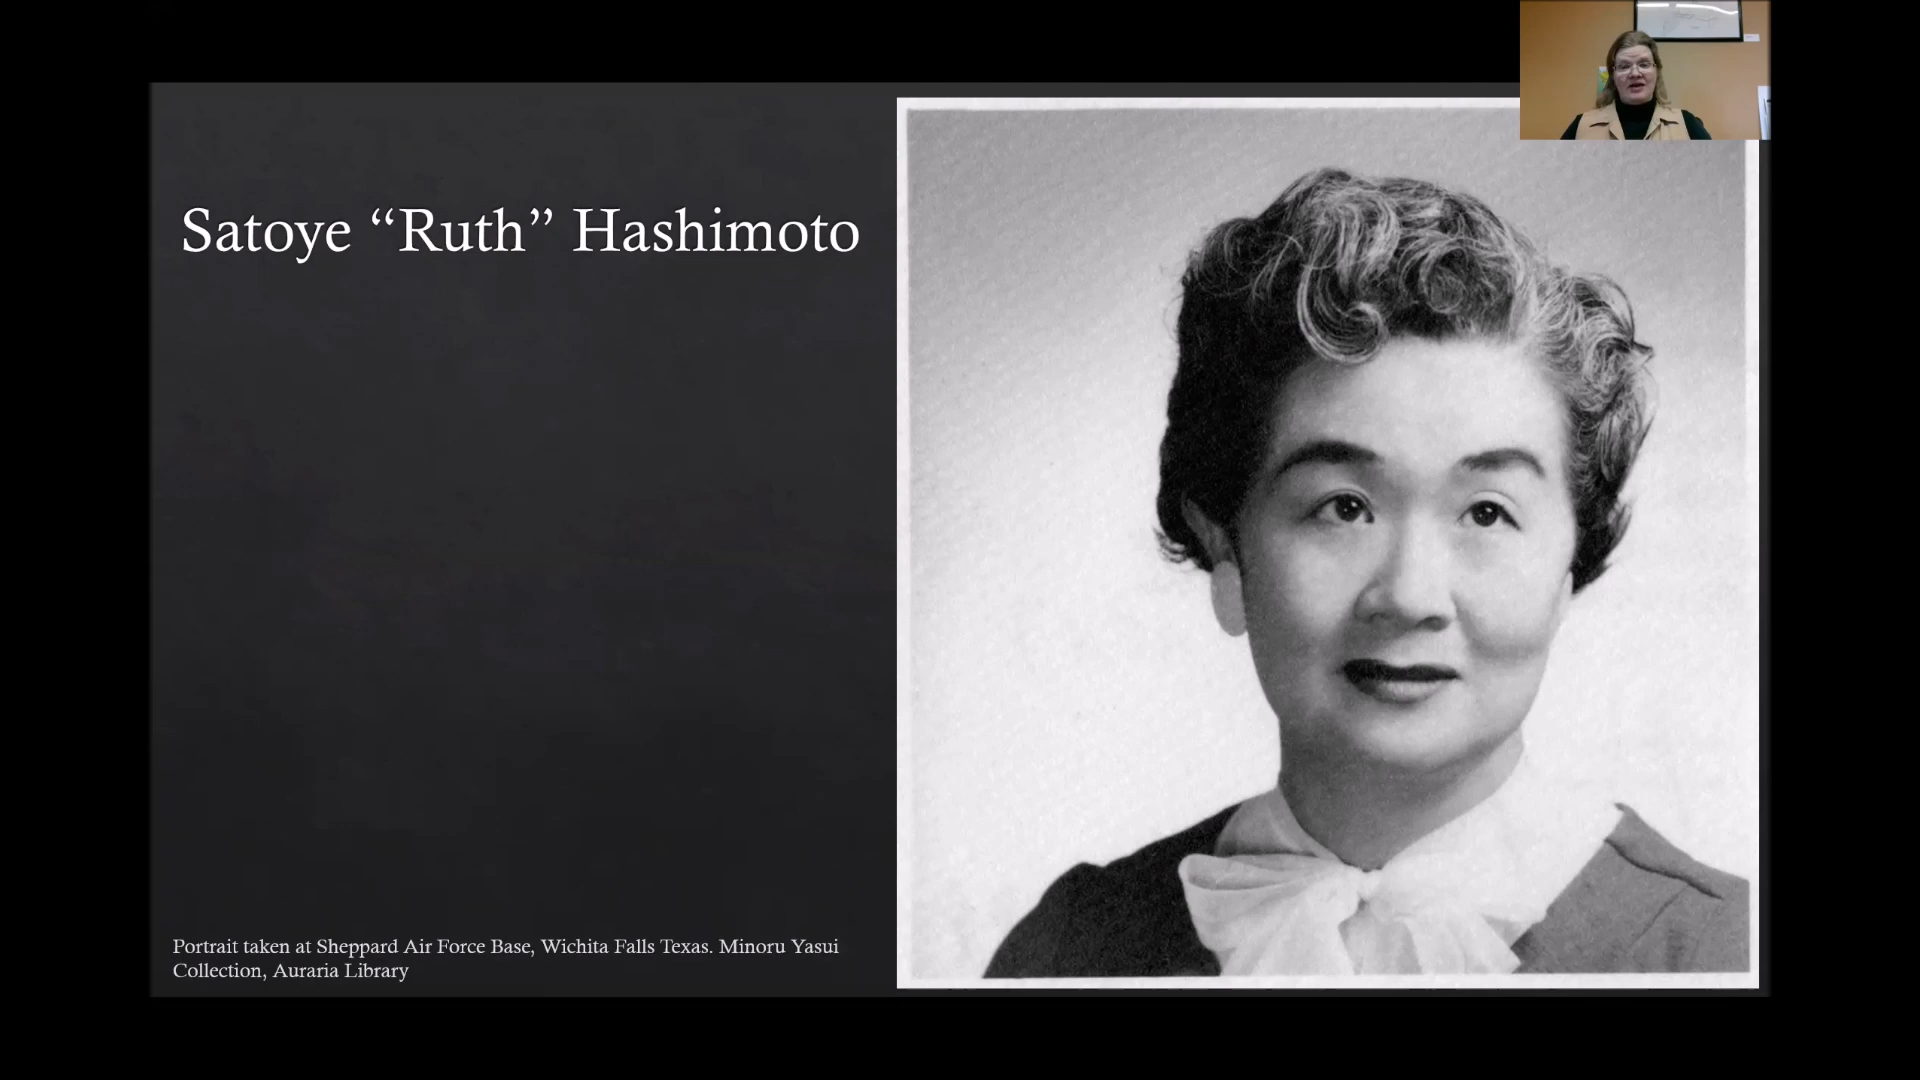 Satoye “Ruth” Hashimoto
Portrait taken at Sheppard Air Force Base, Wichita Falls Texas. Minoru Yasui
Collection, Auraria Library